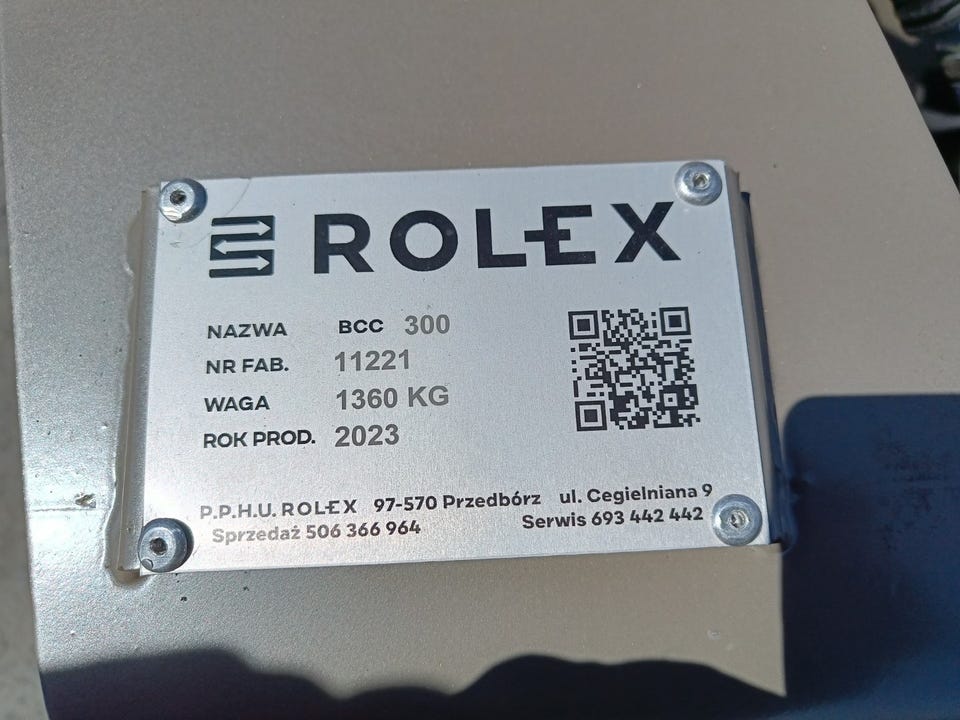 ROLEX
NAZWA BCC 300
NR FAB. 11221
WAGA 1360 KG
ROK PROD. 2023
P.P.H.U. ROLEX 97-570 Przedbórz ul. Cegielniana 9
Sprzedaż 506 366 964 Serwis 693 442 442